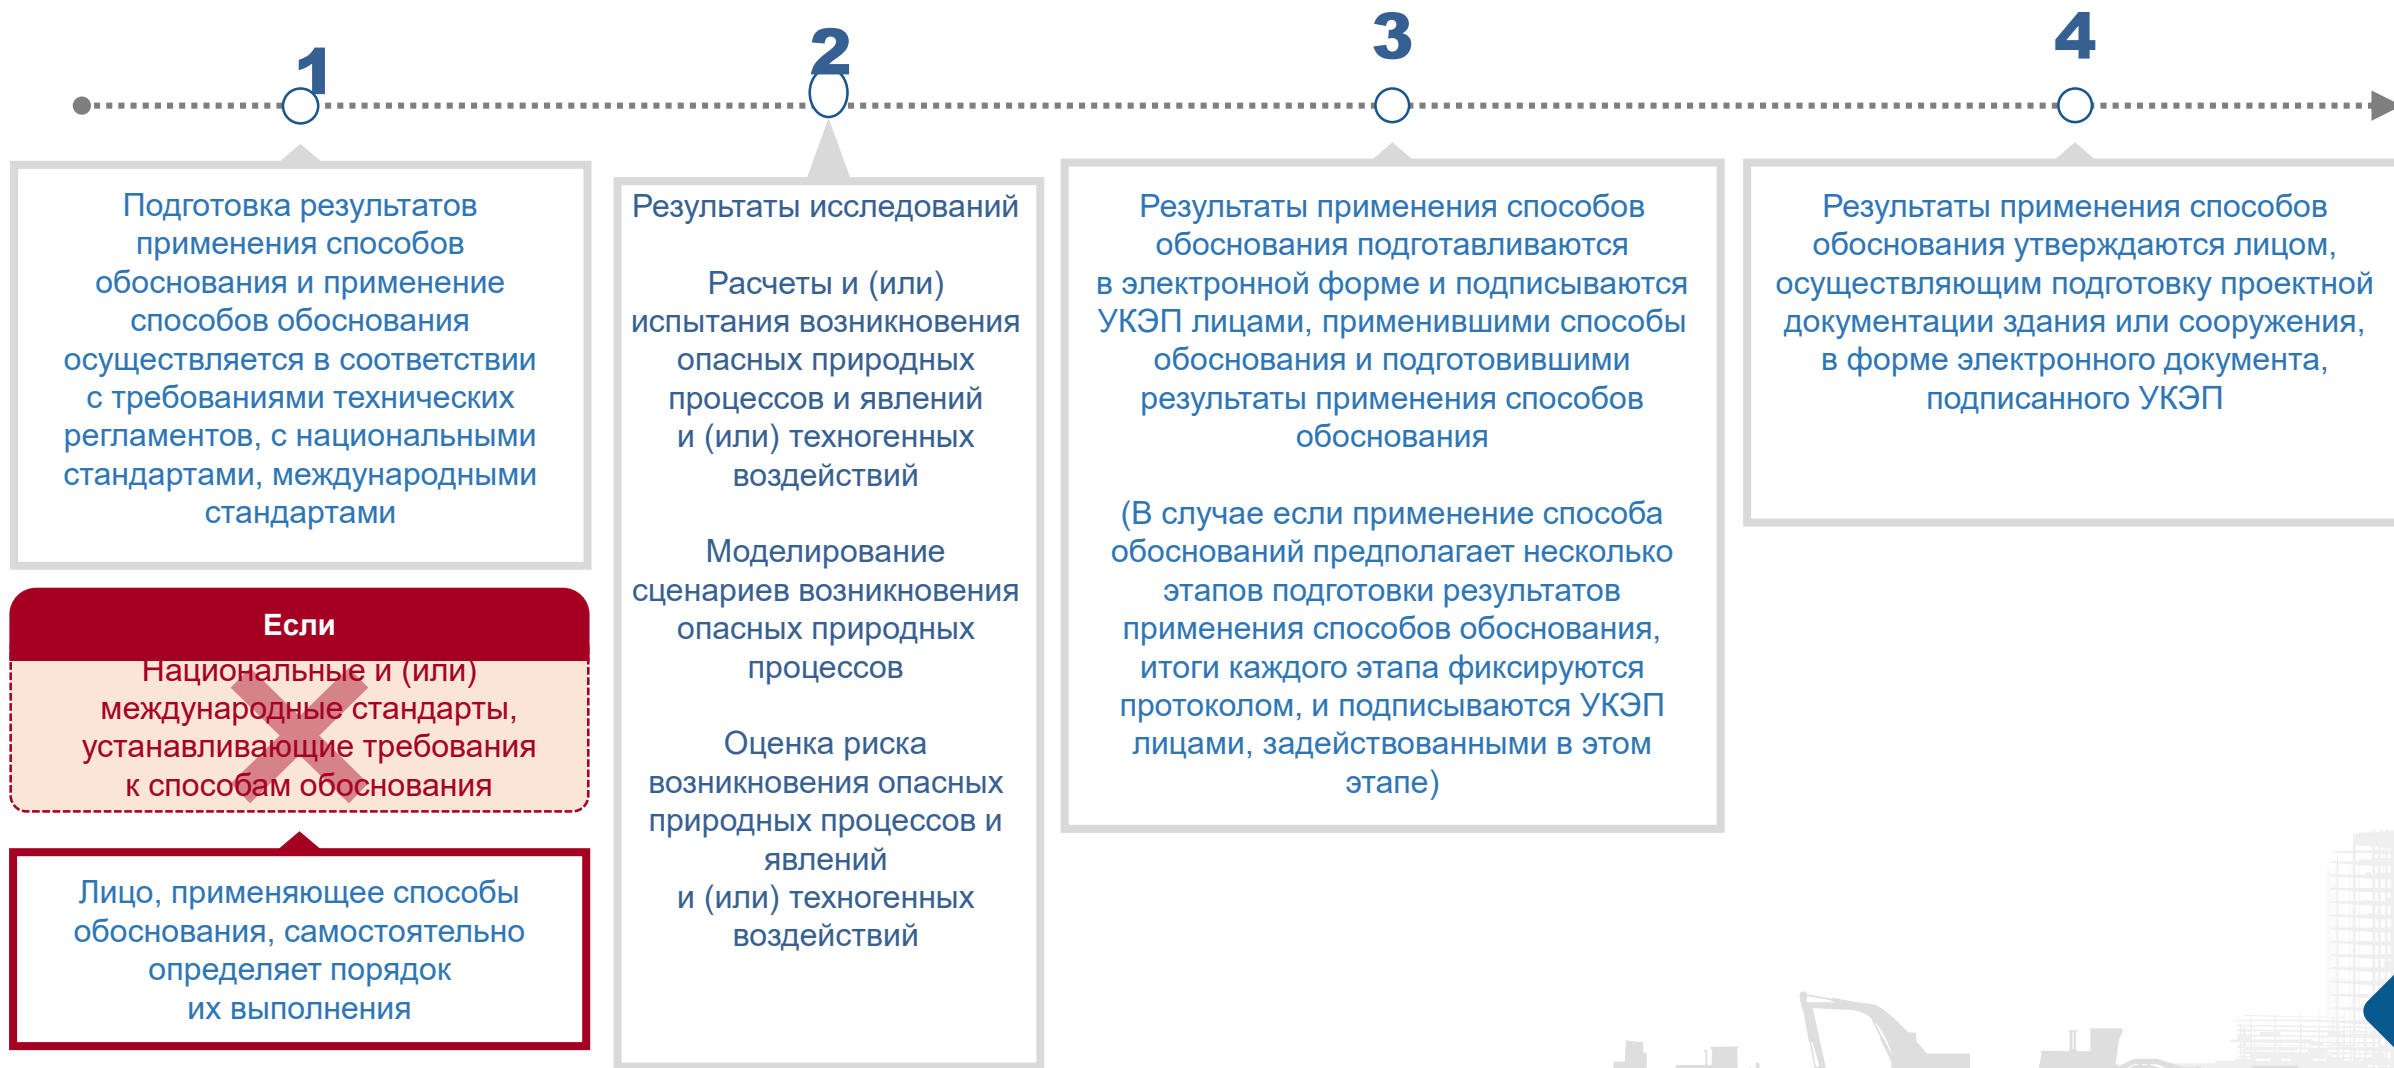 1
Подготовка результатов
применения способов
обоснования и применение
способов обоснования
осуществляется в соответствии
с требованиями технических
регламентов, с национальными
стандартами, международными
стандартами
Если
Национальные и (или)
международные стандарты,
устанавливающие требования
к способам обоснования
Лицо, применяющее способы
обоснования, самостоятельно
определяет порядок
их выполнения
2
Результаты исследований
Расчеты и (или)
испытания возникновения
опасных природных
процессов и явлений
и (или) техногенных
воздействий
Моделирование
сценариев возникновения
опасных природных
процессов
Оценка риска
возникновения опасных
природных процессов и
явлений
и (или) техногенных
воздействий
3
Результаты применения способов
обоснования подготавливаются
в электронной форме и подписываются
УКЭП лицами, применившими способы
обоснования и подготовившими
результаты применения способов
обоснования
(В случае если применение способа
обоснований предполагает несколько
этапов подготовки результатов
применения способов обоснования,
итоги каждого этапа фиксируются
протоколом, и подписываются УКЭП
лицами, задействованными в этом
этапе)
4
Результаты применения способов
обоснования утверждаются лицом,
осуществляющим подготовку проектной
документации здания или сооружения,
в форме электронного документа,
подписанного УКЭП